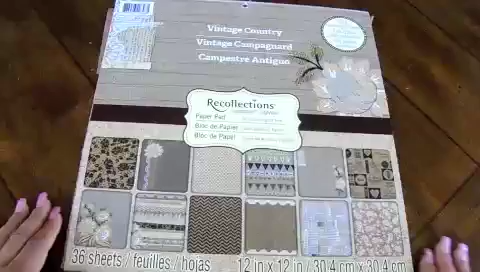 Vintage Country
Vintage Campagnard
Campestre Antiguo
Recollections
Paper Pad
Bloc de Papier
Bloc de Papel
36 sheets / feuilles / hojas
12 in x 12 in / 30.4 cm x 30.4 cm